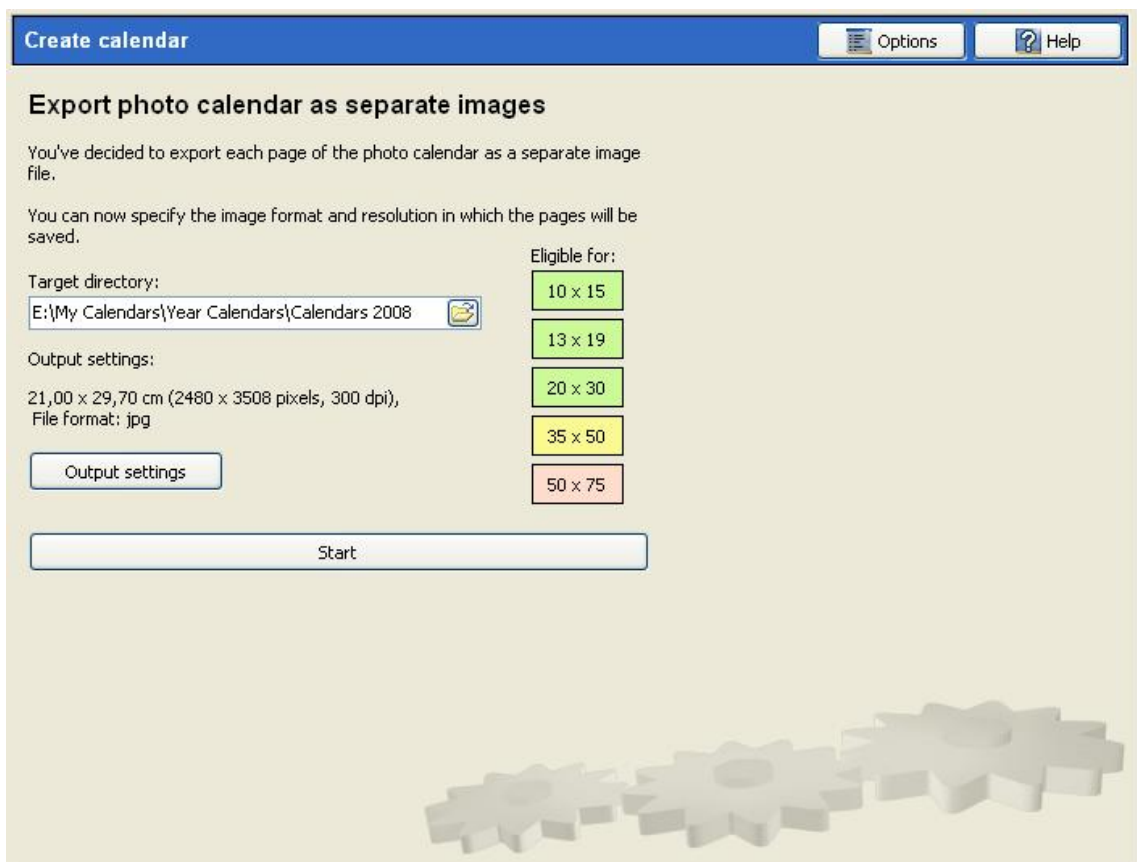 Create calendar
Options
Help
Export photo calendar as separate images
You've decided to export each page of the photo calendar as a separate image
file.
You can now specify the image format and resolution in which the pages will be
saved.
Eligible for:
Target directory:
10 x 15
E:\My Calendars\Year Calendars\Calendars 2008
13 x 19
Output settings:
20 x 30
21,00 x 29,70 cm (2480 x 3508 pixels, 300 dpi),
File format: jpg
35 x 50
Output settings
50 x 75
Start